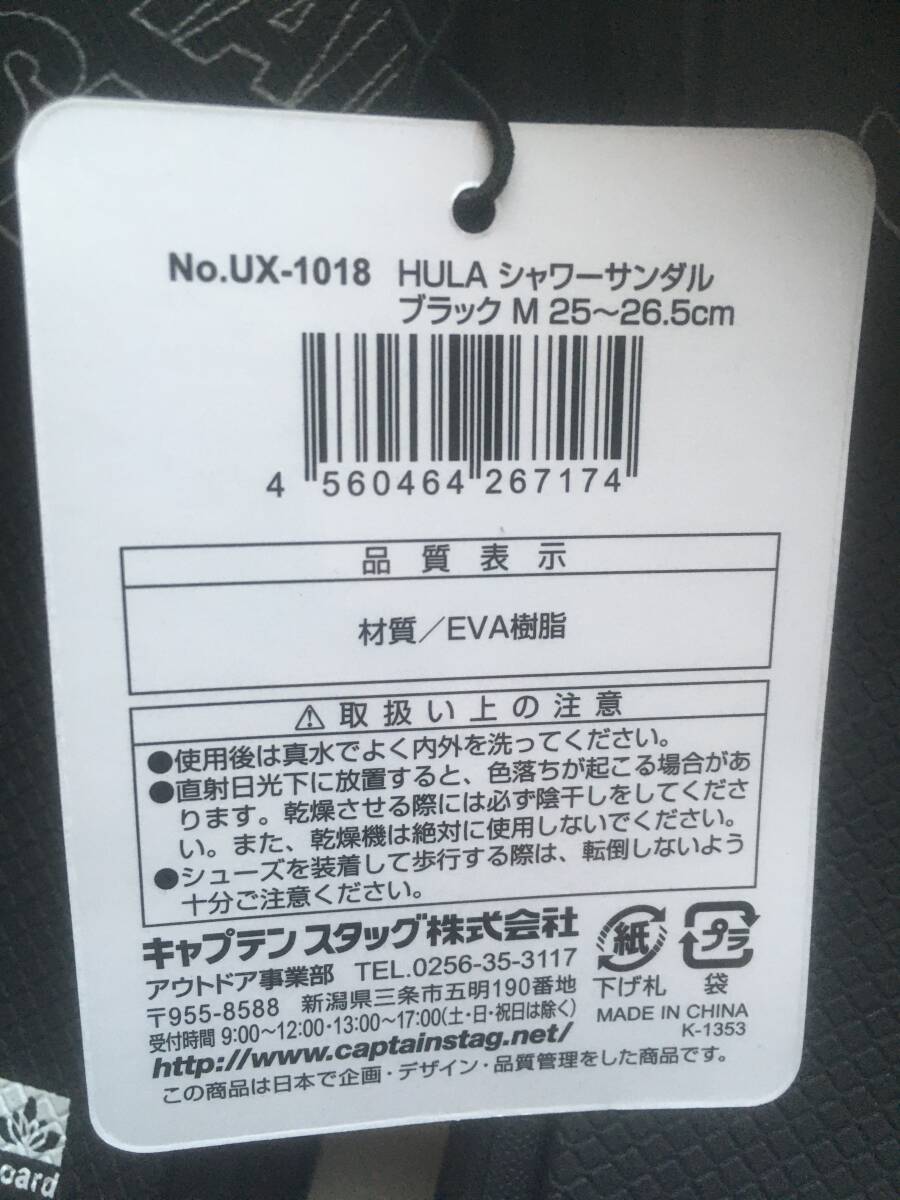 No.UX-1018 HULA シャワーサンダル
ブラック M 25〜26.5cm
4 560464 267174
品質表示
材質／EVA樹脂
⚠取扱い上の注意
●使用後は真水でよく内外を洗ってください。
●直射日光下に放置すると、色落ちが起こる場合があ
ります。乾燥させる際には必ず陰干しをしてくださ
い。また、乾燥機は絶対に使用しないでください。
●シューズを装着して歩行する際は、転倒しないよう
十分ご注意ください。
キャプテンスタッグ株式会社
アウトドア事業部 TEL.0256-35-3117
〒955-8588 新潟県三条市五明190番地
受付時間 9:00〜12:00・13:00〜17:00(土・日・祝日は除く)
http://www.captainstag.net/
この商品は日本で企画・デザイン・品質管理をした商品です。
紙 プラ
下げ札 袋
MADE IN CHINA
K-1353
oard